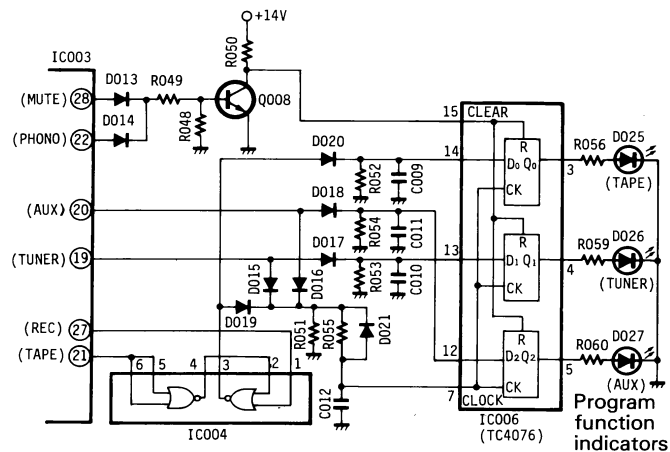 +14V
R050
IC003
D013
R049
(MUTE) 28
Q008
R048
D014
(PHONO) 22
15 CLEAR
R
D020
14
D0 Q0
R056
D025
3
(TAPE)
R052
C009
CK
D018
(AUX) 20
R054
C011
R
D026
D017
13
D1 Q1
R059
(TUNER) 19
4
(TUNER)
D015
D016
R053
C010
CK
D019
R051
R055
D021
R
D027
12
D2 Q2
R060
(REC) 27
5
(AUX)
(TAPE) 21
CK
6 5 4 3 2 1
7 CLOCK
C012
IC004
IC006
(TC4076)
Program
function
indicators